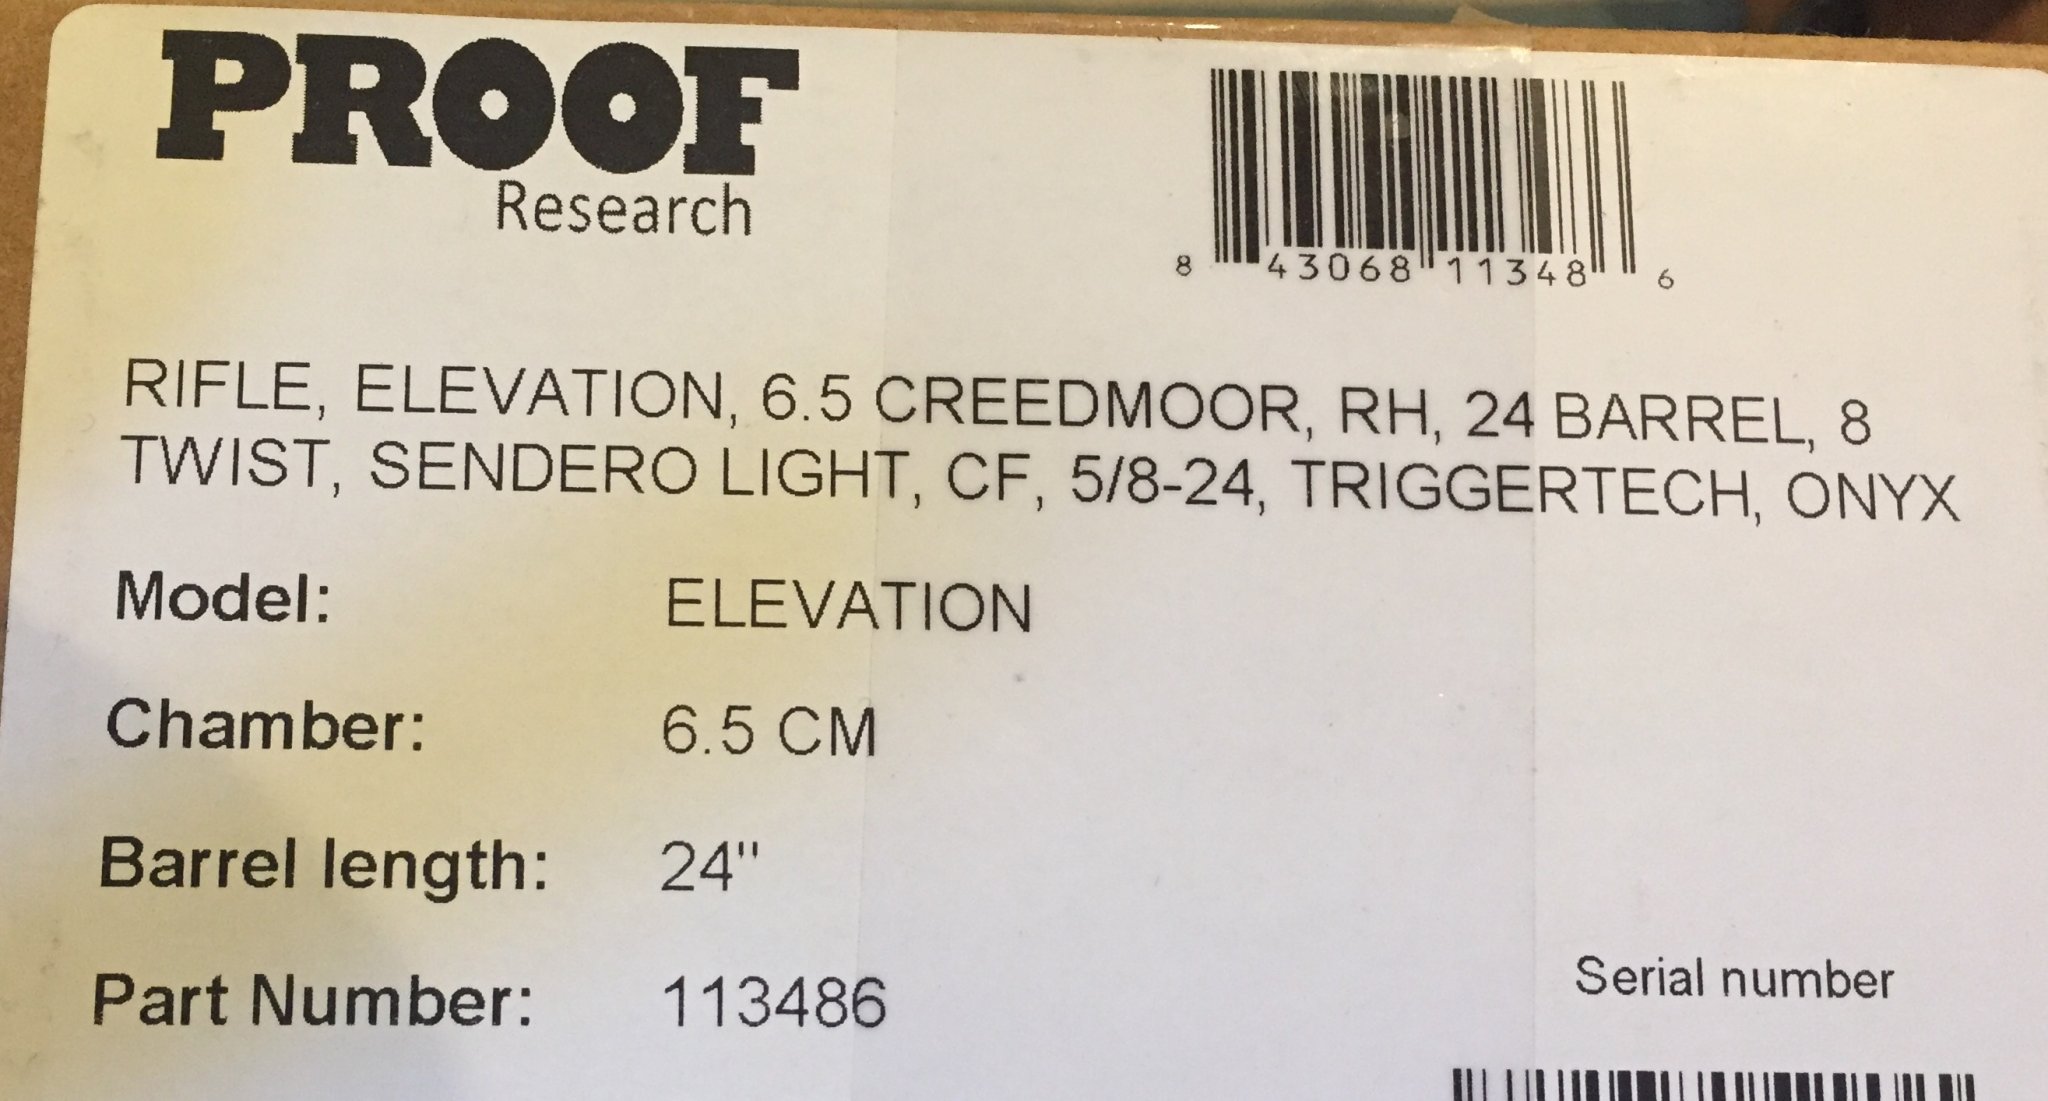 PROOF
Research
8 43068 11348 6
RIFLE, ELEVATION, 6.5 CREEDMOOR, RH, 24 BARREL, 8
TWIST, SENDERO LIGHT, CF, 5/8-24, TRIGGERTECH, ONYX
Model: ELEVATION
Chamber: 6.5 CM
Barrel length: 24"
Part Number: 113486
Serial number